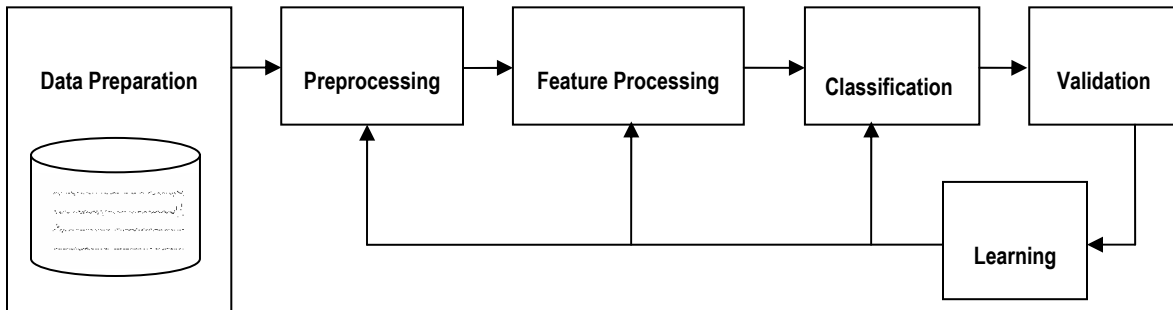 Data Preparation
Preprocessing
Feature Processing
Classification
Validation
Learning